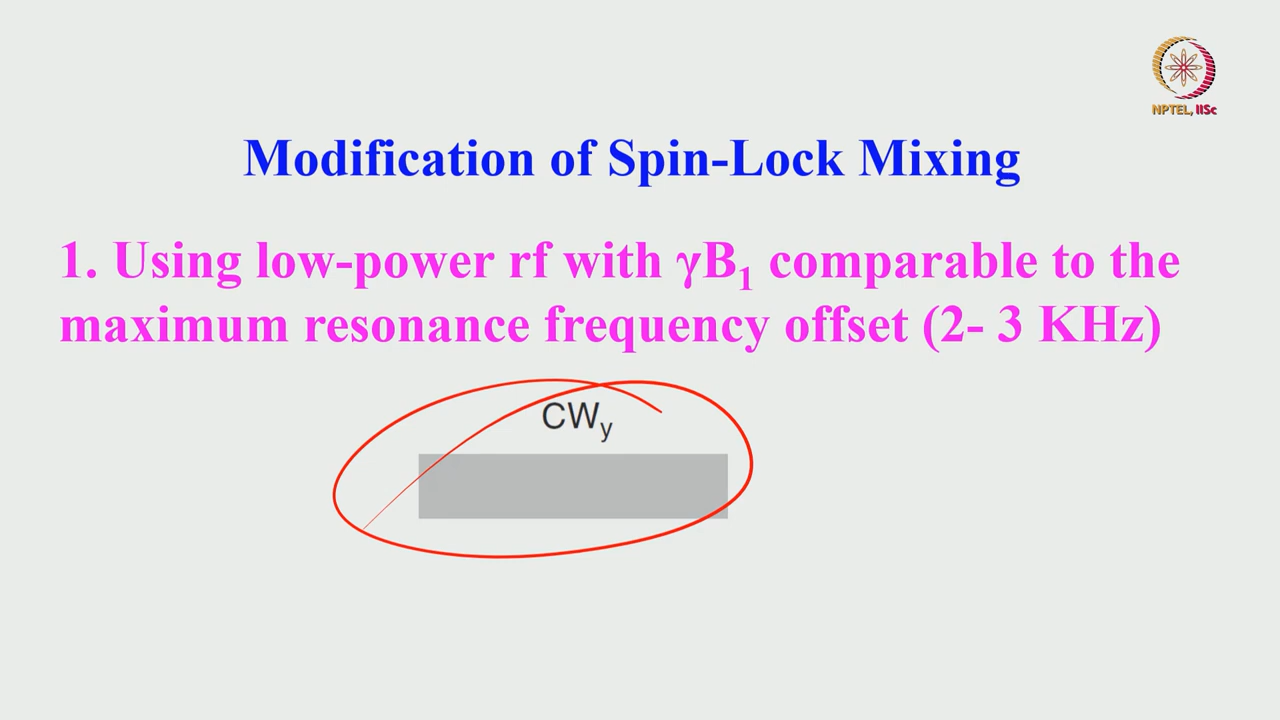 NPTEL, IISc
Modification of Spin-Lock Mixing
1. Using low-power rf with γB₁ comparable to the
maximum resonance frequency offset (2- 3 KHz)
CWy